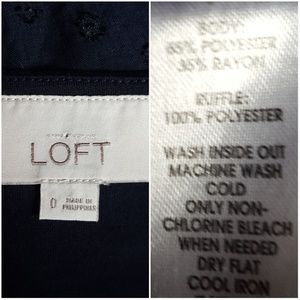 LOFT
0
MADE IN
PHILIPPINES
BODY:
65% POLYESTER
35% RAYON
RUFFLE:
100% POLYESTER
WASH INSIDE OUT
MACHINE WASH
COLD
ONLY NON-
CHLORINE BLEACH
WHEN NEEDED
DRY FLAT
COOL IRON